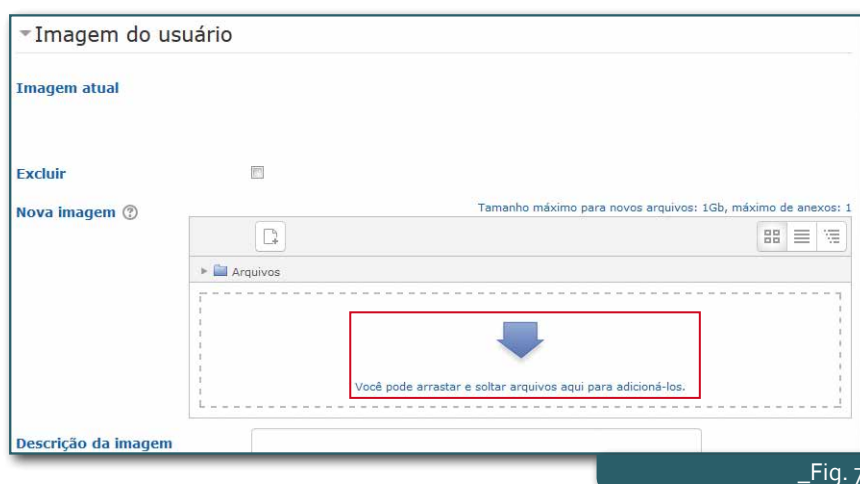 Imagem do usuário
Imagem atual
Excluir
Nova imagem
Tamanho máximo para novos arquivos: 1Gb, máximo de anexos: 1
Arquivos
Você pode arrastar e soltar arquivos aqui para adicioná-los.
Descrição da imagem
_Fig. 7